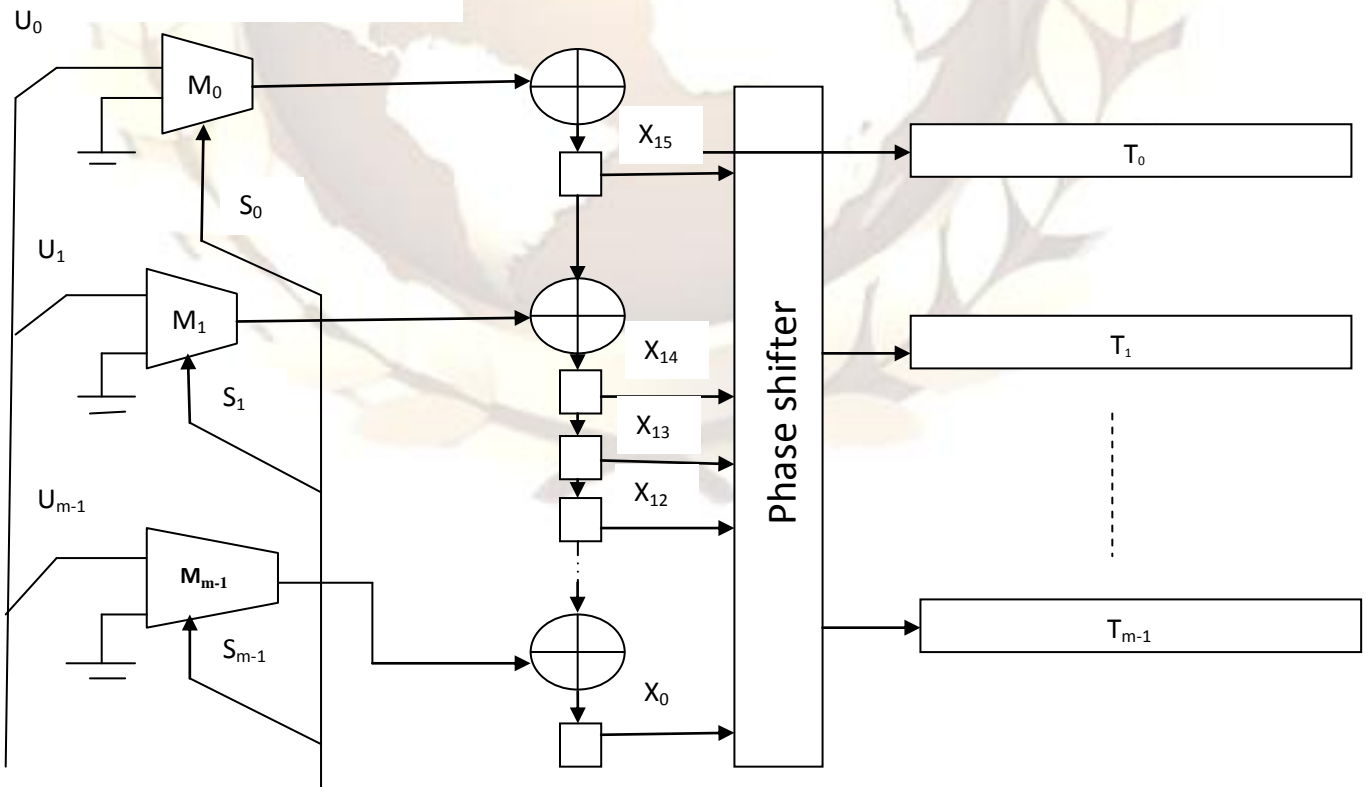 U₀
M₀
X₁₅
T₀
S₀
U₁
M₁
X₁₄
T₁
S₁
X₁₃
X₁₂
Phase shifter
Uₘ₋₁
Mₘ₋₁
Sₘ₋₁
Tₘ₋₁
X₀